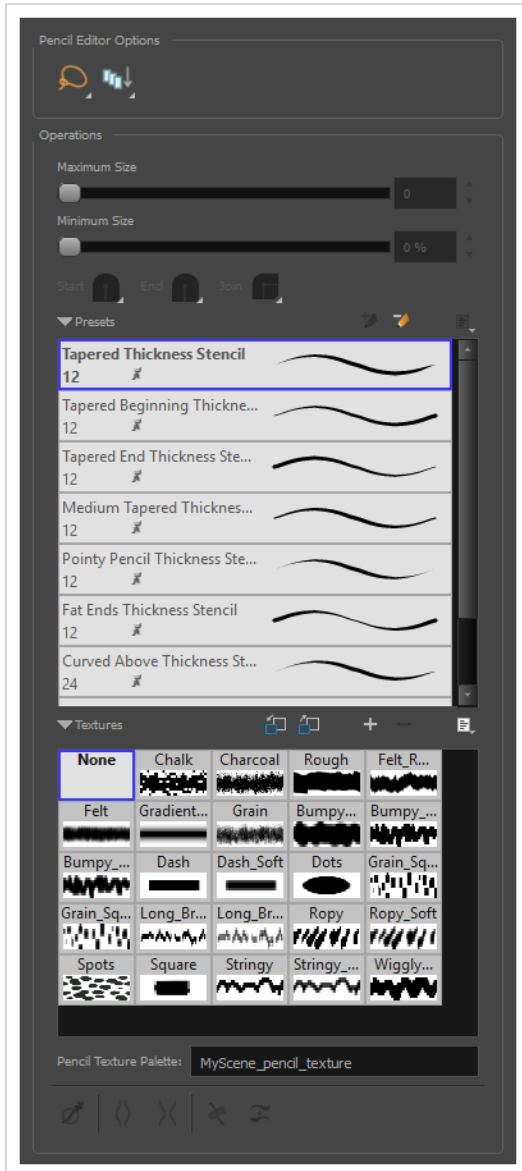 Pencil Editor Options
Operations
Maximum Size
0
Minimum Size
0 %
Start End Join
Presets
Tapered Thickness Stencil
12
Tapered Beginning Thickne...
12
Tapered End Thickness Ste...
12
Medium Tapered Thicknes...
12
Pointy Pencil Thickness Ste...
12
Fat Ends Thickness Stencil
12
Curved Above Thickness St...
24
Textures
None Chalk Charcoal Rough Felt_R...
Felt Gradient... Grain Bumpy... Bumpy_...
Bumpy_... Dash Dash_Soft Dots Grain_Sq...
Grain_Sq... Long_Br... Long_Br... Ropy Ropy_Soft
Spots Square Stringy Stringy_... Wiggly...
Pencil Texture Palette: MyScene_pencil_texture